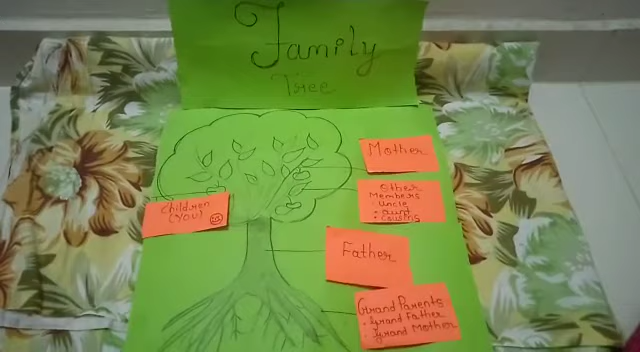 Family
Tree
Mother
Other
Members
Uncle
Aunt
Cousins
Children
(YOU)
Father
Grand Parents
Grand Father
Grand Mother